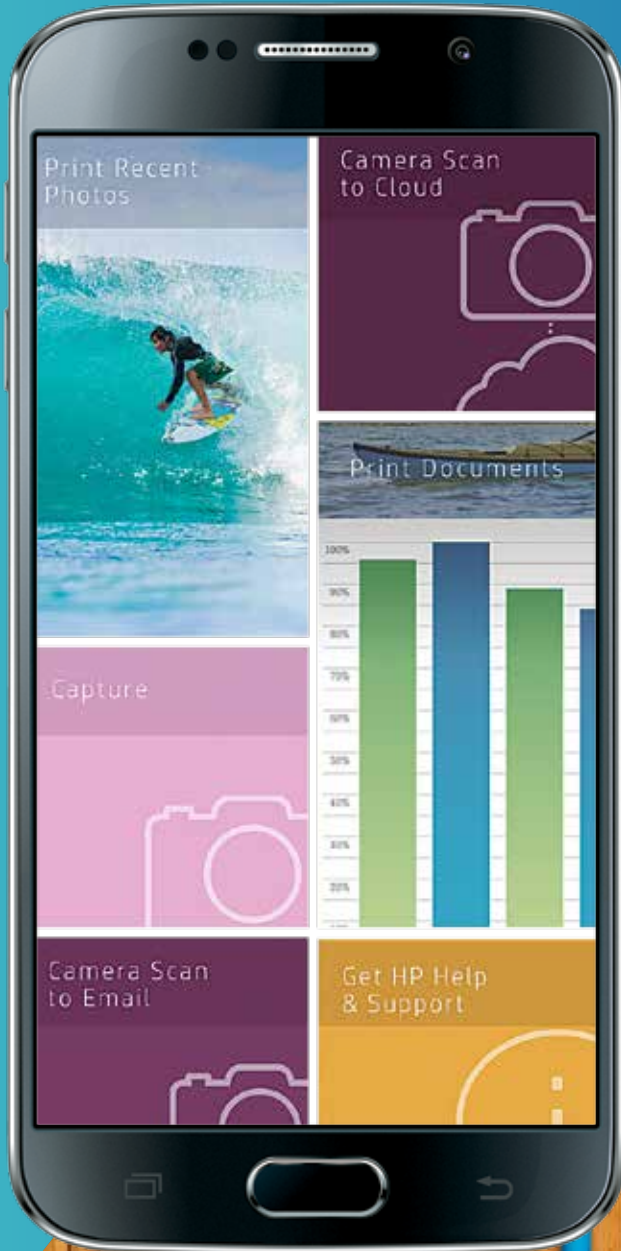 Print Recent
Photos
Camera Scan
to Cloud
Print Documents
100%
90%
80%
70%
60%
50%
40%
30%
20%
Capture
Camera Scan
to Email
Get HP Help
& Support